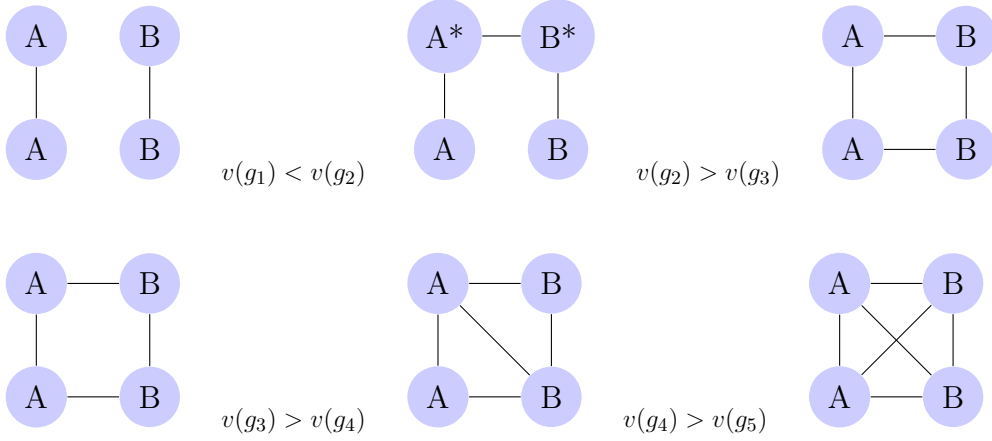 A B A* B* A B
A A B A B
B
v(g₁) < v(g₂) v(g₂) > v(g₃)
A B A B A B
A B A B A B
v(g₃) > v(g₄) v(g₄) > v(g₅)